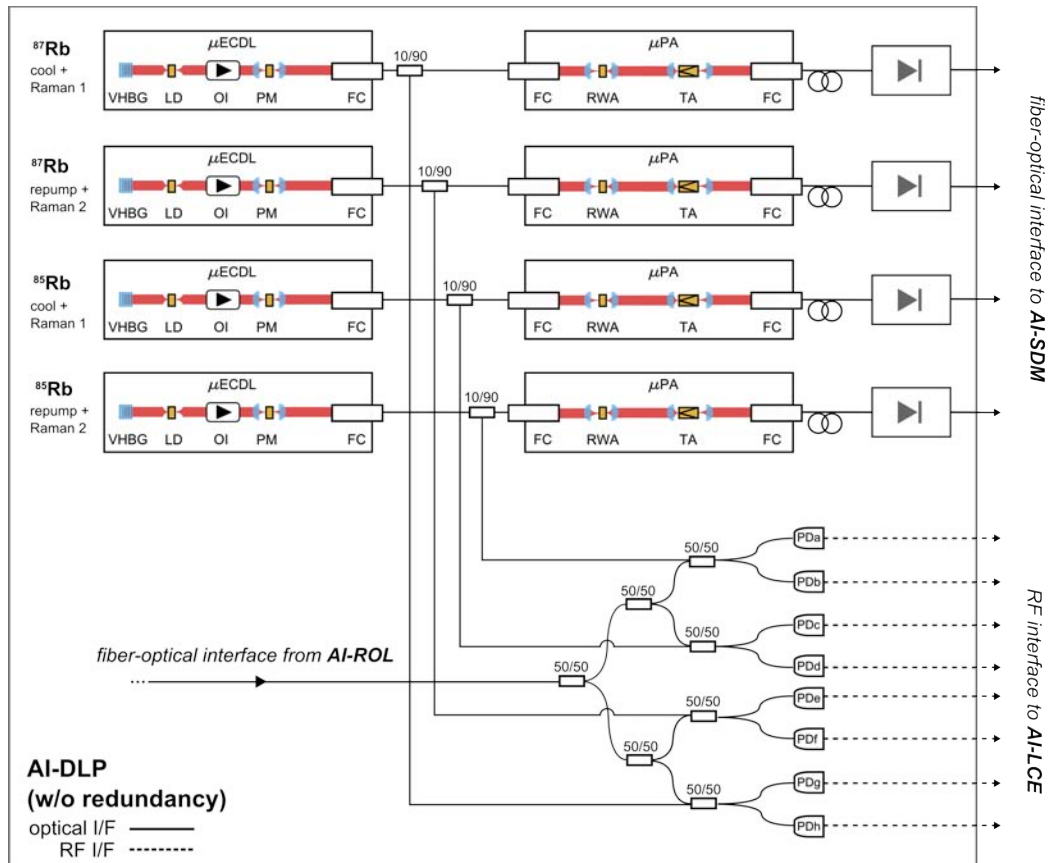 ⁸⁷Rb
cool +
Raman 1
μECDL
VHBG LD OI PM FC
10/90
μPA
FC RWA TA FC
⁸⁷Rb
repump +
Raman 2
μECDL
VHBG LD OI PM FC
10/90
μPA
FC RWA TA FC
⁸⁵Rb
cool +
Raman 1
μECDL
VHBG LD OI PM FC
10/90
μPA
FC RWA TA FC
⁸⁵Rb
repump +
Raman 2
μECDL
VHBG LD OI PM FC
10/90
μPA
FC RWA TA FC
fiber-optical interface to AI-SDM
50/50
50/50
50/50
50/50
50/50
50/50
50/50
PDa
PDb
PDc
PDd
PDe
PDf
PDg
PDh
RF interface to AI-LCE
fiber-optical interface from AI-ROL
AI-DLP
(w/o redundancy)
optical I/F
RF I/F